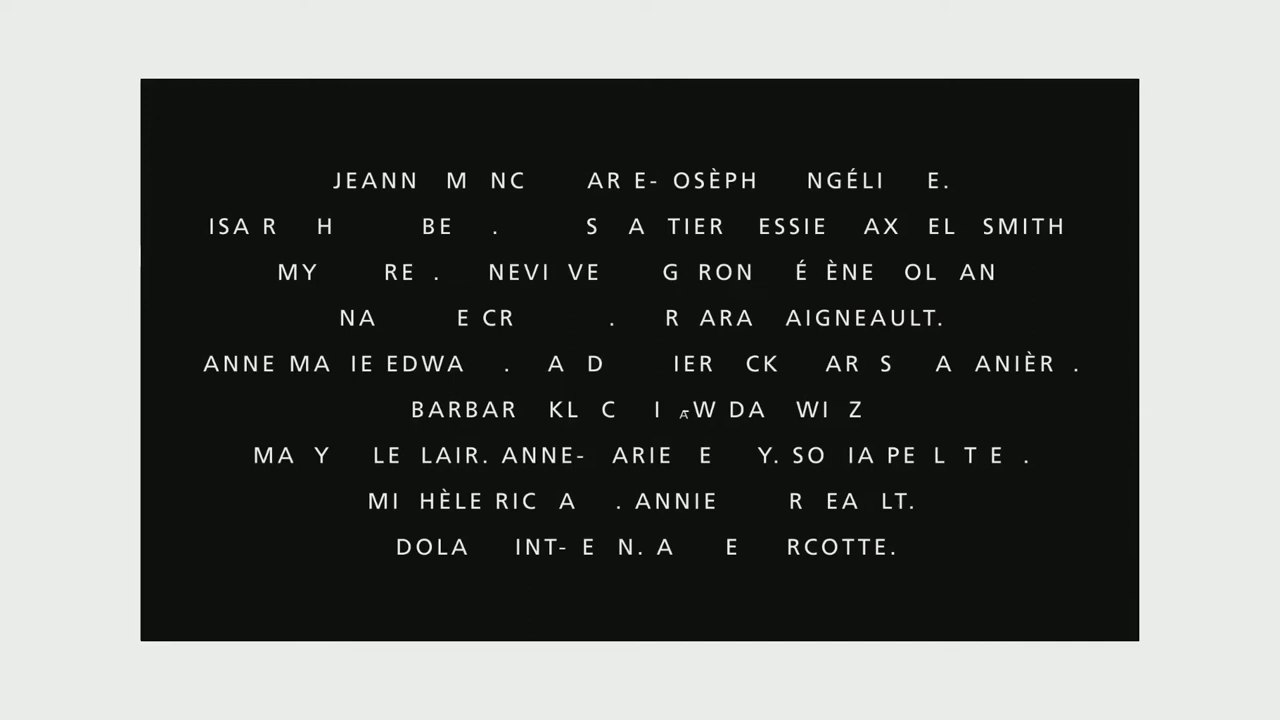 JEANN M NC ARE- OSÈPH NGÉLI E.
ISA R H BE . S A TIER ESSIE AX EL SMITH
MY RE . NEVI VE G RON É ÈNE OL AN
NA E CR . R ARA AIGNEAULT.
ANNE MA IE EDWA . A D IER CK AR S A ANIÈR .
BARBAR KL C I A W DA WI Z
MA Y LE LAIR. ANNE- ARIE E Y. SO IA PE L T E .
MI HÈLE RIC A . ANNIE R EA LT.
DOLA INT- E N. A E RCOTTE.